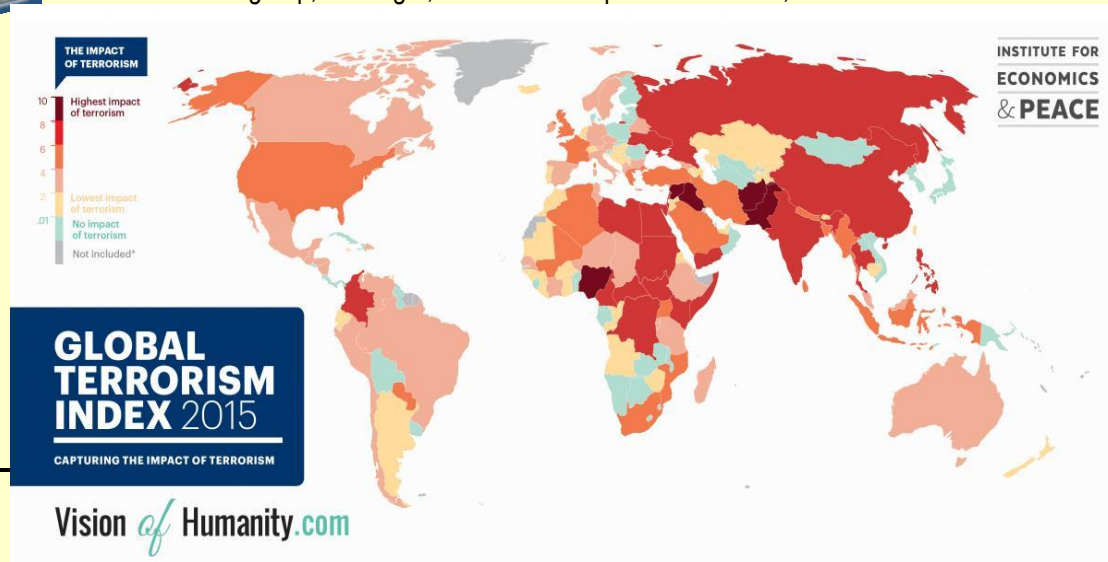 THE IMPACT
OF TERRORISM
10
Highest impact
of terrorism
8
6
4
2
Lowest impact
of terrorism
.01
No impact
of terrorism
Not included*
INSTITUTE FOR
ECONOMICS
& PEACE
GLOBAL
TERRORISM
INDEX 2015
CAPTURING THE IMPACT OF TERRORISM
Vision of Humanity.com